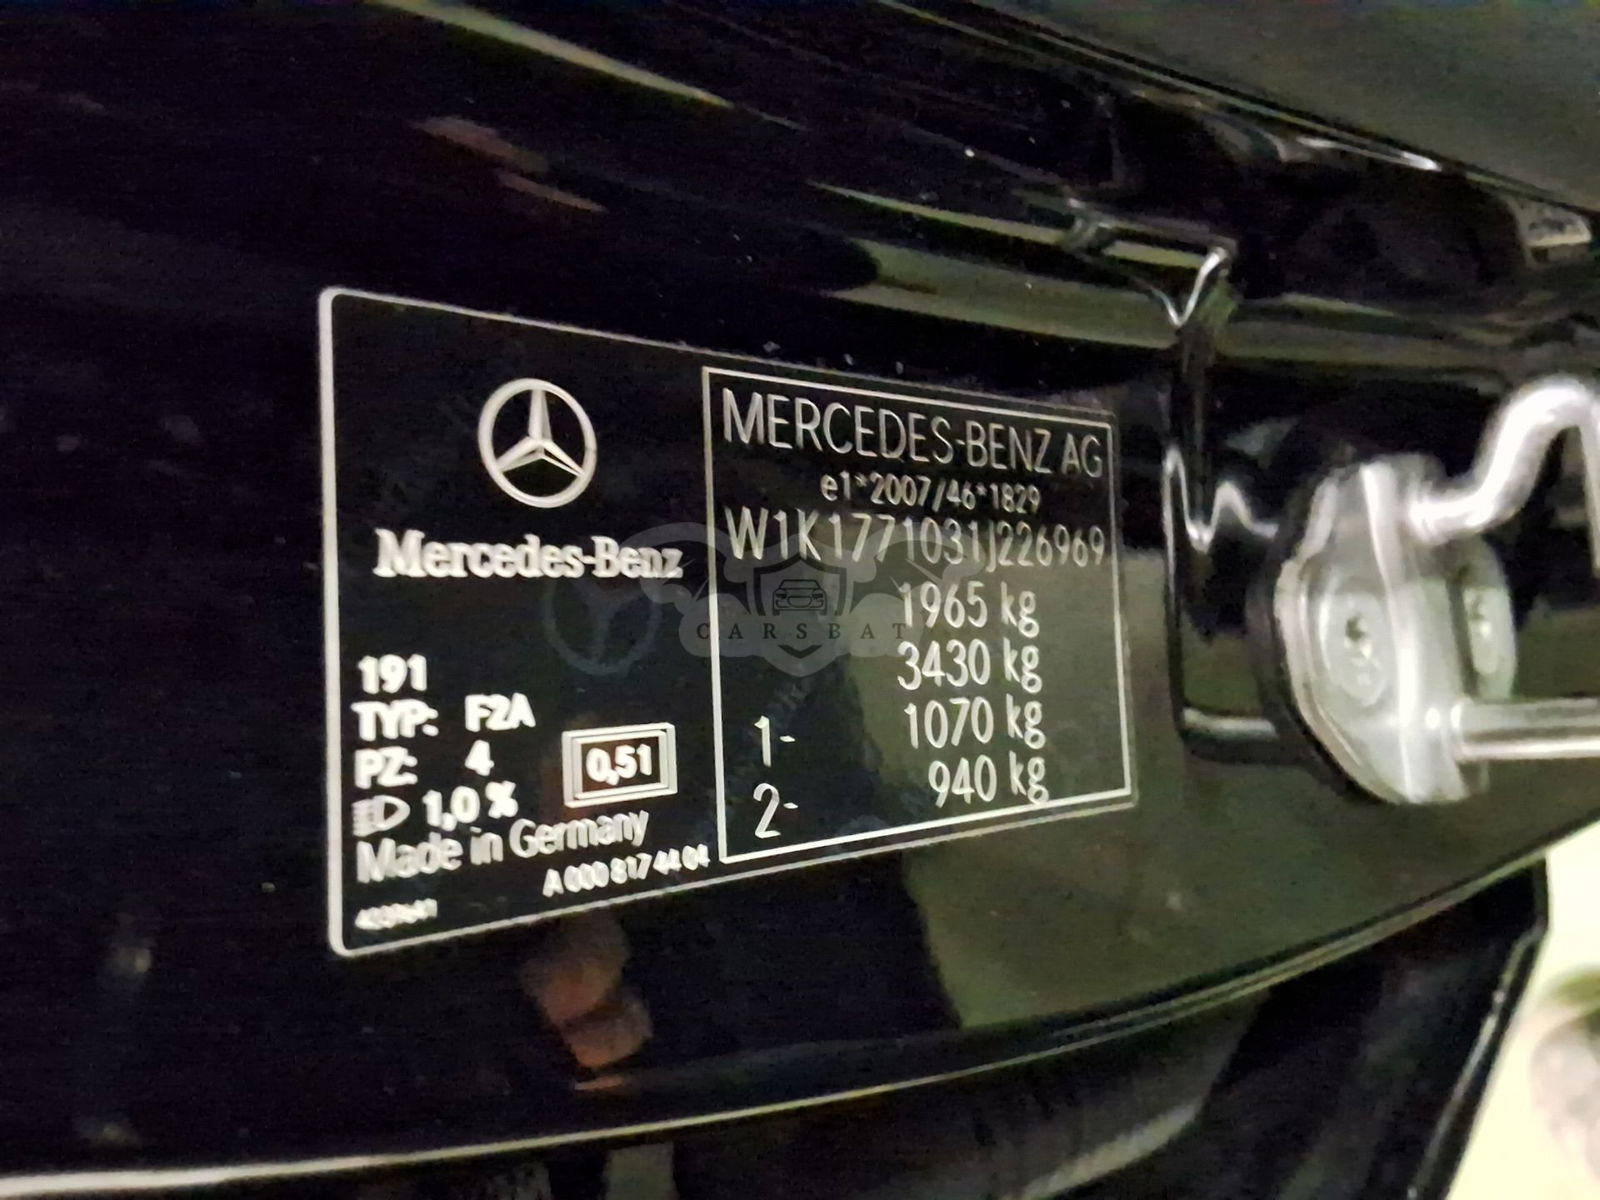 Mercedes-Benz
191
TYP: F2A
PZ: 4
0,51
1,0 %
Made in Germany
A 000 817 44 04
MERCEDES-BENZ AG
e1*2007/46*1829
W1K1771031J226969
1965 kg
3430 kg
1- 1070 kg
2- 940 kg
CARSBAT